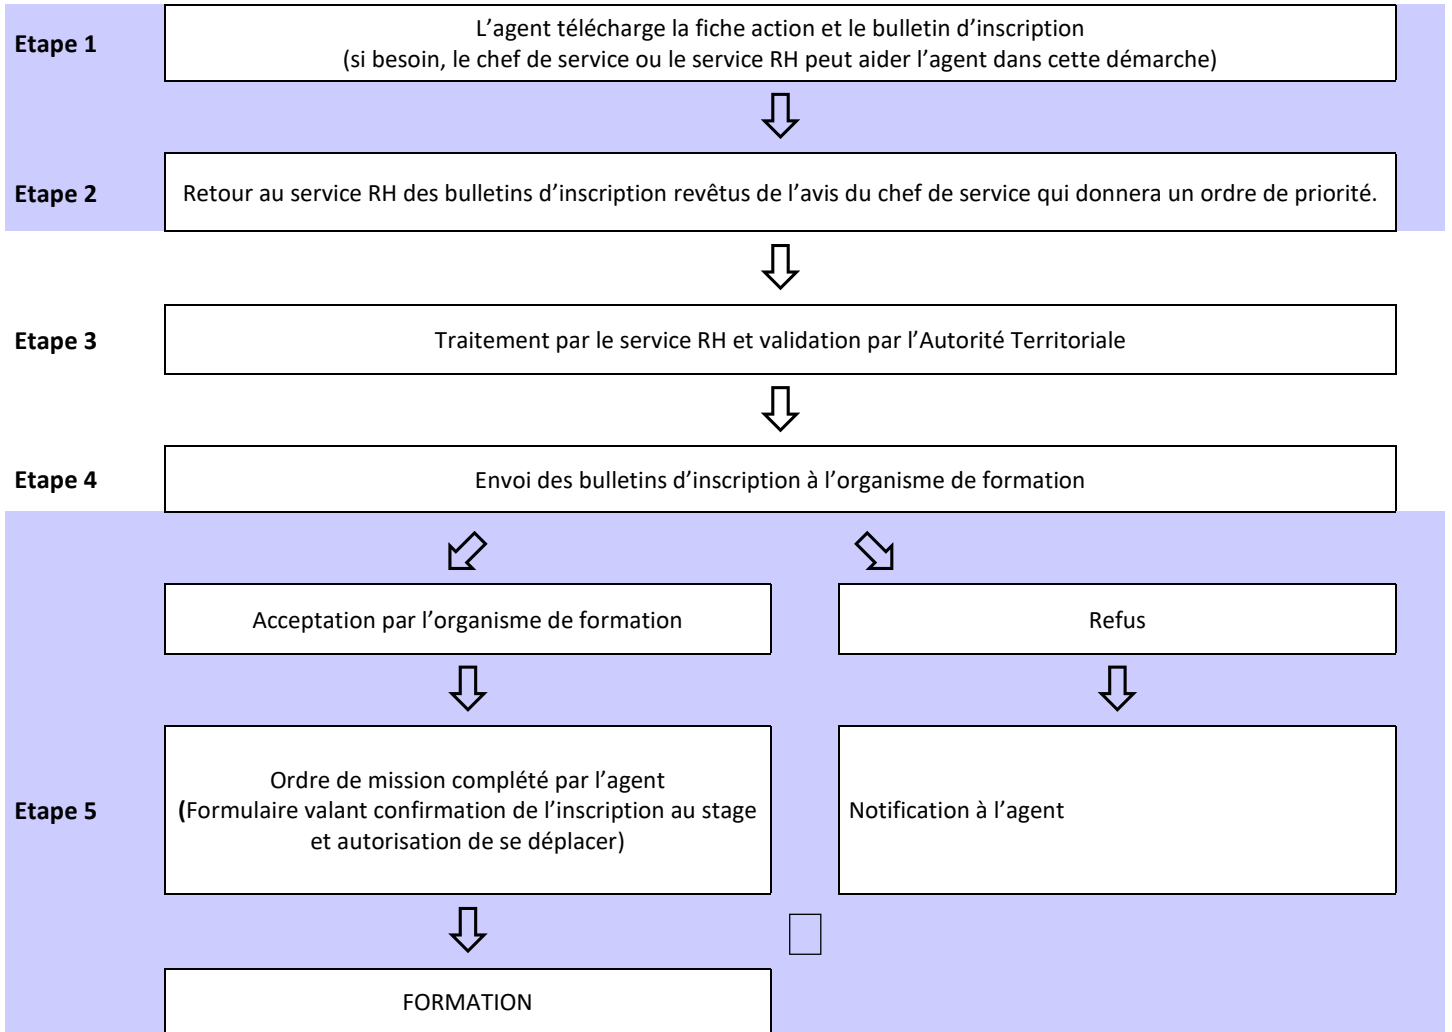 Etape 1
L’agent télécharge la fiche action et le bulletin d’inscription
(si besoin, le chef de service ou le service RH peut aider l’agent dans cette démarche)
Etape 2
Retour au service RH des bulletins d’inscription revêtus de l’avis du chef de service qui donnera un ordre de priorité.
Etape 3
Traitement par le service RH et validation par l’Autorité Territoriale
Etape 4
Envoi des bulletins d’inscription à l’organisme de formation
Acceptation par l’organisme de formation
Refus
Etape 5
Ordre de mission complété par l’agent
(Formulaire valant confirmation de l’inscription au stage
et autorisation de se déplacer)
Notification à l’agent
FORMATION